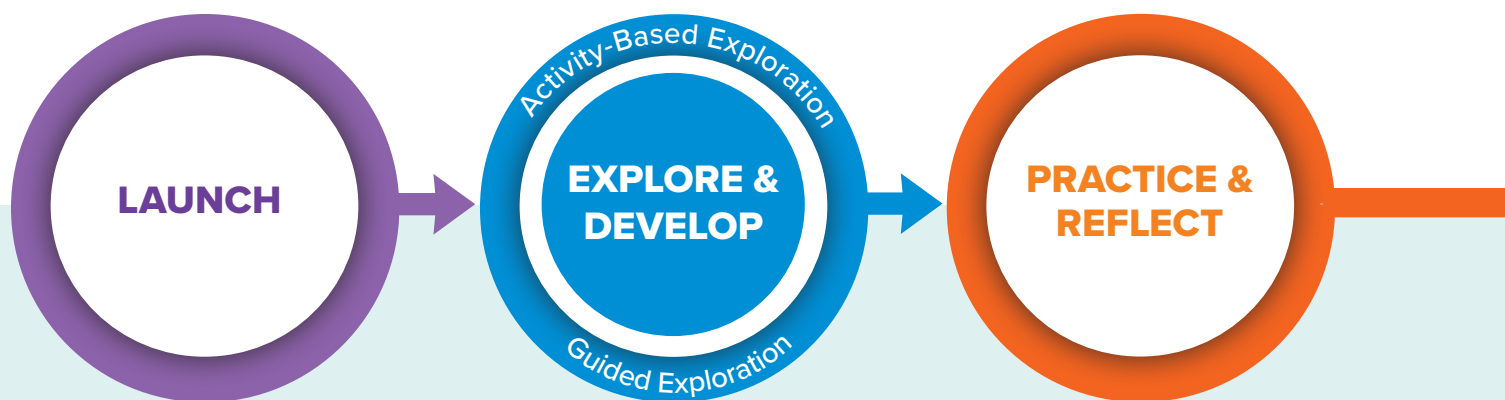 LAUNCH
Activity-Based Exploration
EXPLORE &
DEVELOP
Guided Exploration
PRACTICE &
REFLECT